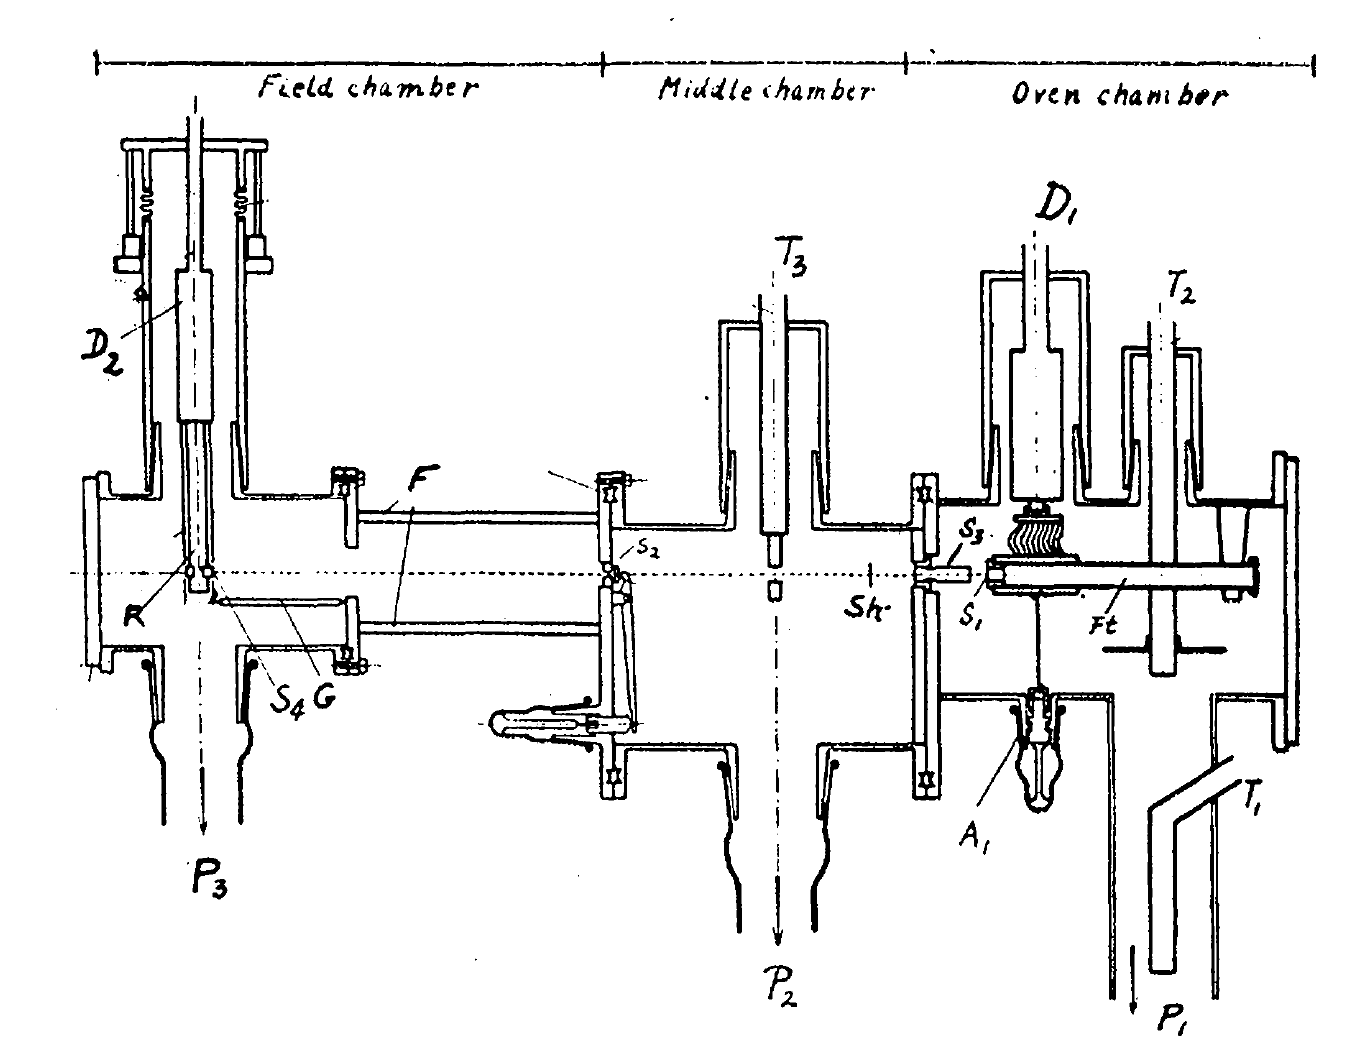 Field chamber
Middle chamber
Oven chamber
D1
T3
T2
D2
F
S2
S3
Sh
S1
Ft
R
S4
G
T1
A1
P3
P2
P1